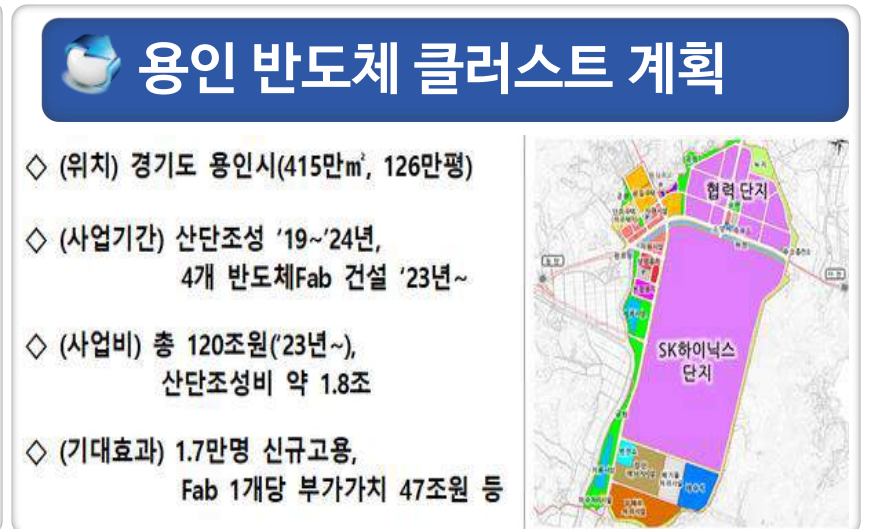 용인 반도체 클러스트 계획
◇ (위치) 경기도 용인시(415만㎡, 126만평)
◇ (사업기간) 산단조성 '19~'24년,
4개 반도체Fab 건설 '23년~
◇ (사업비) 총 120조원('23년~),
산단조성비 약 1.8조
◇ (기대효과) 1.7만명 신규고용,
Fab 1개당 부가가치 47조원 등
협력 단지
SK하이닉스
단지